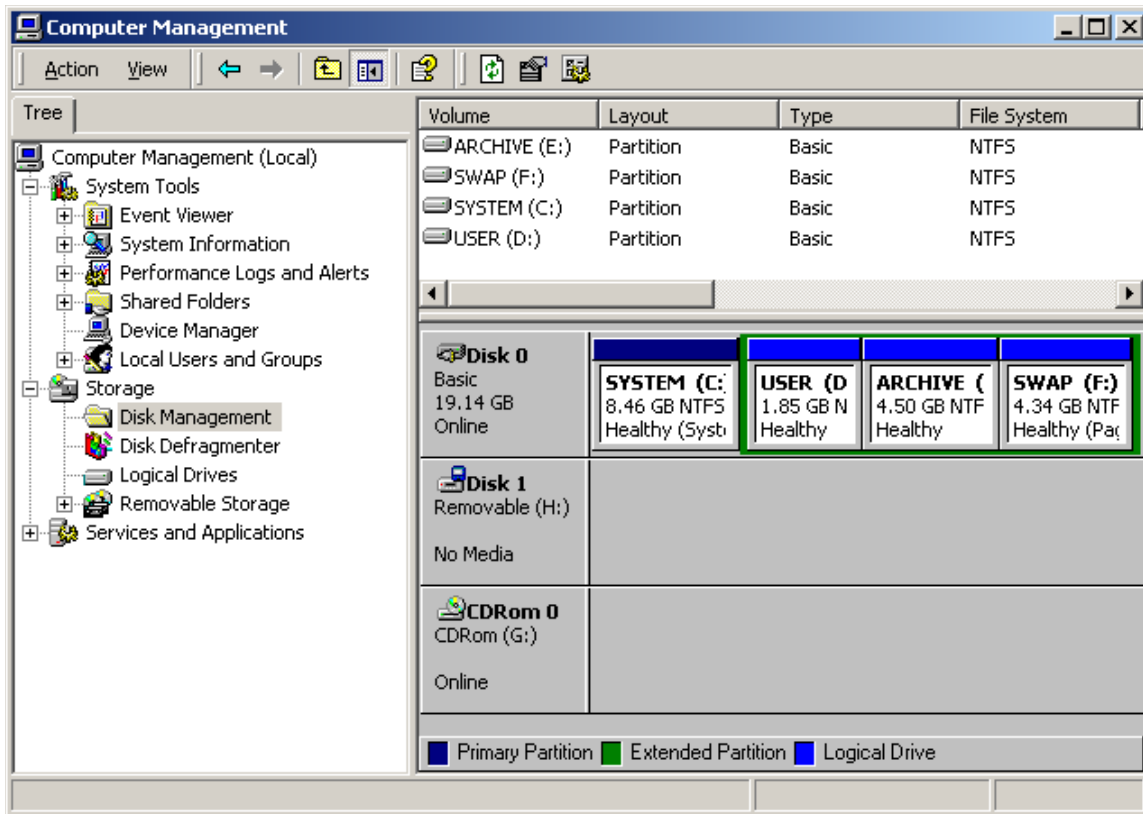 Computer Management
Action View
Tree
Computer Management (Local)
System Tools
Event Viewer
System Information
Performance Logs and Alerts
Shared Folders
Device Manager
Local Users and Groups
Storage
Disk Management
Disk Defragmenter
Logical Drives
Removable Storage
Services and Applications
Volume Layout Type File System
ARCHIVE (E:) Partition Basic NTFS
SWAP (F:) Partition Basic NTFS
SYSTEM (C:) Partition Basic NTFS
USER (D:) Partition Basic NTFS
Disk 0
Basic
19.14 GB
Online
SYSTEM (C:
8.46 GB NTFS
Healthy (Syst
USER (D
1.85 GB N
Healthy
ARCHIVE (
4.50 GB NTF
Healthy
SWAP (F:)
4.34 GB NTF
Healthy (Pag
Disk 1
Removable (H:)
No Media
CDRom 0
CDRom (G:)
Online
Primary Partition Extended Partition Logical Drive